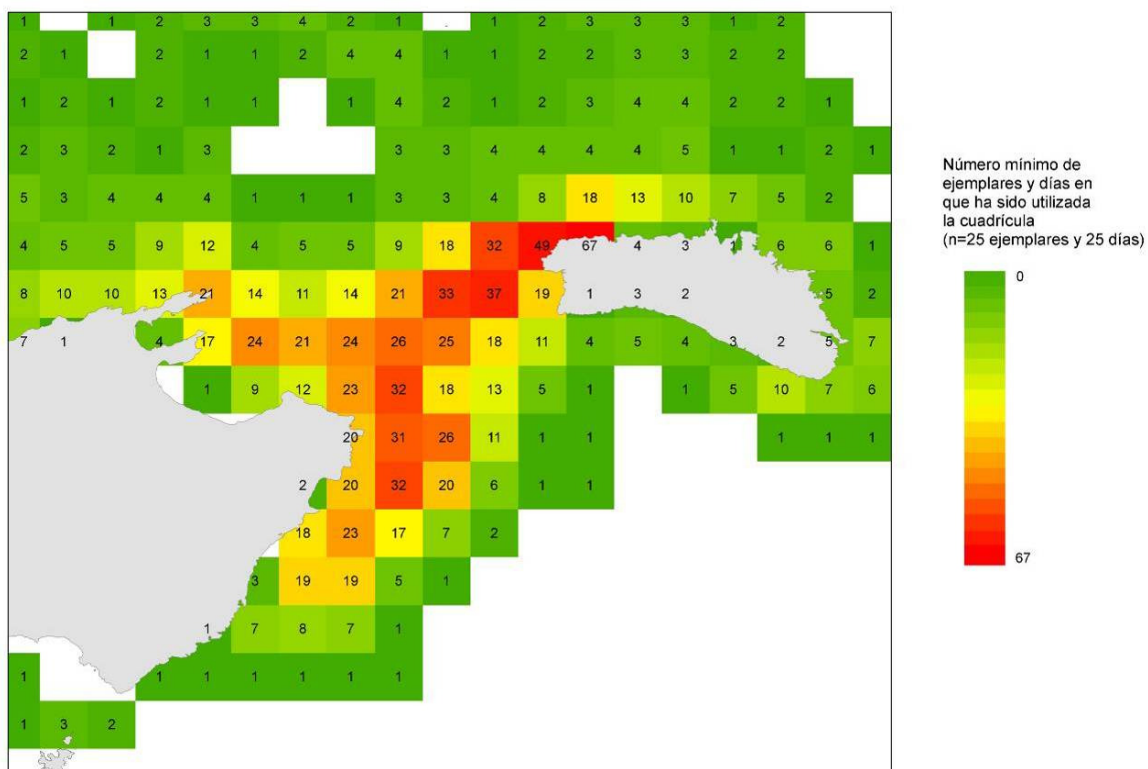 1 1 2 3 3 4 2 1 1 2 3 3 3 1 2
2 1 2 1 1 2 4 4 1 1 2 2 3 3 2 2
1 2 1 2 1 1 1 4 2 1 2 3 4 4 2 2 1
2 3 2 1 3 3 3 4 4 4 4 5 1 1 2 1
5 3 4 4 4 1 1 1 3 3 4 8 18 13 10 7 5 2
4 5 5 9 12 4 5 5 9 18 32 49 67 4 3 1 6 6 1
8 10 10 13 21 14 11 14 21 33 37 19 1 3 2 5 2
7 1 4 17 24 21 24 26 25 18 11 4 5 4 3 2 5 7
1 9 12 23 32 18 13 5 1 1 5 10 7 6
20 31 26 11 1 1 1 1 1
2 20 32 20 6 1 1
18 23 17 7 2
3 19 19 5 1
1 7 8 7 1
1 1 1 1 1 1 1
1 3 2
Número mínimo de
ejemplares y días en
que ha sido utilizada
la cuadrícula
(n=25 ejemplares y 25 días)
0
67